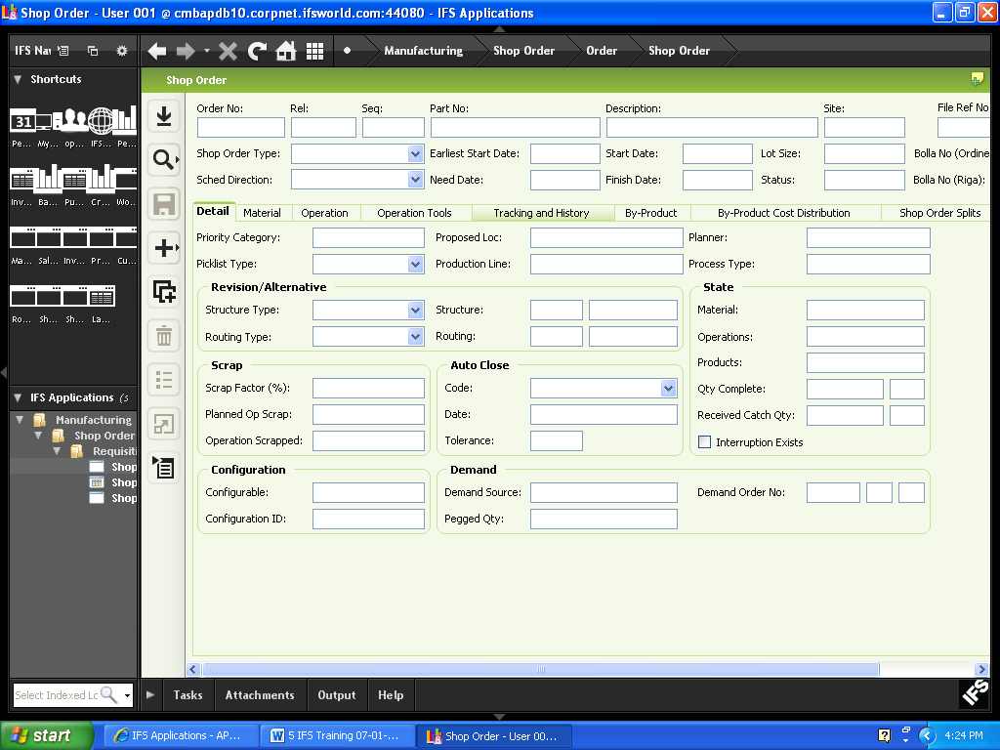 Shop Order - User 001 @ cmbapdb10.corpnet.ifsworld.com:44080 - IFS Applications
IFS Nav
Manufacturing Shop Order Order Shop Order
Shortcuts
31
Pe... My... op... IFS... Pe...
Inv... Ba... Pu... Cr... Wo...
Ma... Sal... Inv... Pr... Cu...
Ro... Sh... Sh... La...
IFS Applications (s
Manufacturing
Shop Order
Requisiti
Shop
Shop
Shop
Select Indexed Lc
Shop Order
Order No: Rel: Seq: Part No: Description: Site: File Ref No
Shop Order Type: Earliest Start Date: Start Date: Lot Size: Bolla No (Ordine
Sched Direction: Need Date: Finish Date: Status: Bolla No (Riga):
Detail Material Operation Operation Tools Tracking and History By-Product By-Product Cost Distribution Shop Order Splits
Priority Category: Proposed Loc: Planner:
Picklist Type: Production Line: Process Type:
Revision/Alternative State
Structure Type: Structure: Material:
Routing Type: Routing: Operations:
Products:
Scrap Auto Close
Scrap Factor (%): Code: Qty Complete:
Planned Op Scrap: Date: Received Catch Qty:
Operation Scrapped: Tolerance: Interruption Exists
Configuration Demand
Configurable: Demand Source: Demand Order No:
Configuration ID: Pegged Qty:
Tasks Attachments Output Help
IFS
start IFS Applications - AP... 5 IFS Training 07-01-... Shop Order - User 00... 4:24 PM